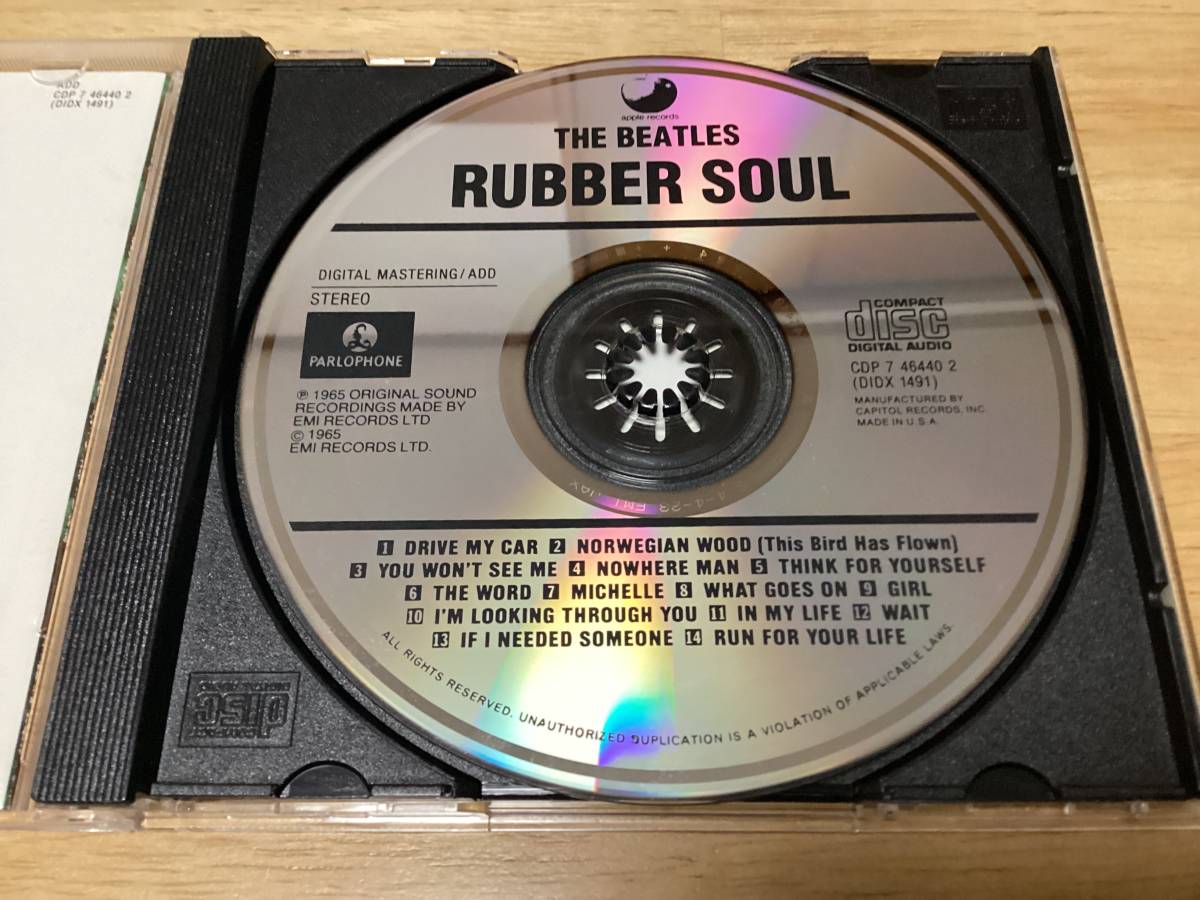 CDP 7 46440 2
(DIDX 1491)
apple records
THE BEATLES
RUBBER SOUL
DIGITAL MASTERING/ADD
STEREO
PARLOPHONE
℗ 1965 ORIGINAL SOUND
RECORDINGS MADE BY
EMI RECORDS LTD
© 1965
EMI RECORDS LTD.
COMPACT
disc
DIGITAL AUDIO
CDP 7 46440 2
(DIDX 1491)
MANUFACTURED BY
CAPITOL RECORDS, INC.
MADE IN U.S.A.
1 DRIVE MY CAR 2 NORWEGIAN WOOD (This Bird Has Flown)
3 YOU WON'T SEE ME 4 NOWHERE MAN 5 THINK FOR YOURSELF
6 THE WORD 7 MICHELLE 8 WHAT GOES ON 9 GIRL
10 I'M LOOKING THROUGH YOU 11 IN MY LIFE 12 WAIT
13 IF I NEEDED SOMEONE 14 RUN FOR YOUR LIFE
ALL RIGHTS RESERVED. UNAUTHORIZED DUPLICATION IS A VIOLATION OF APPLICABLE LAWS.